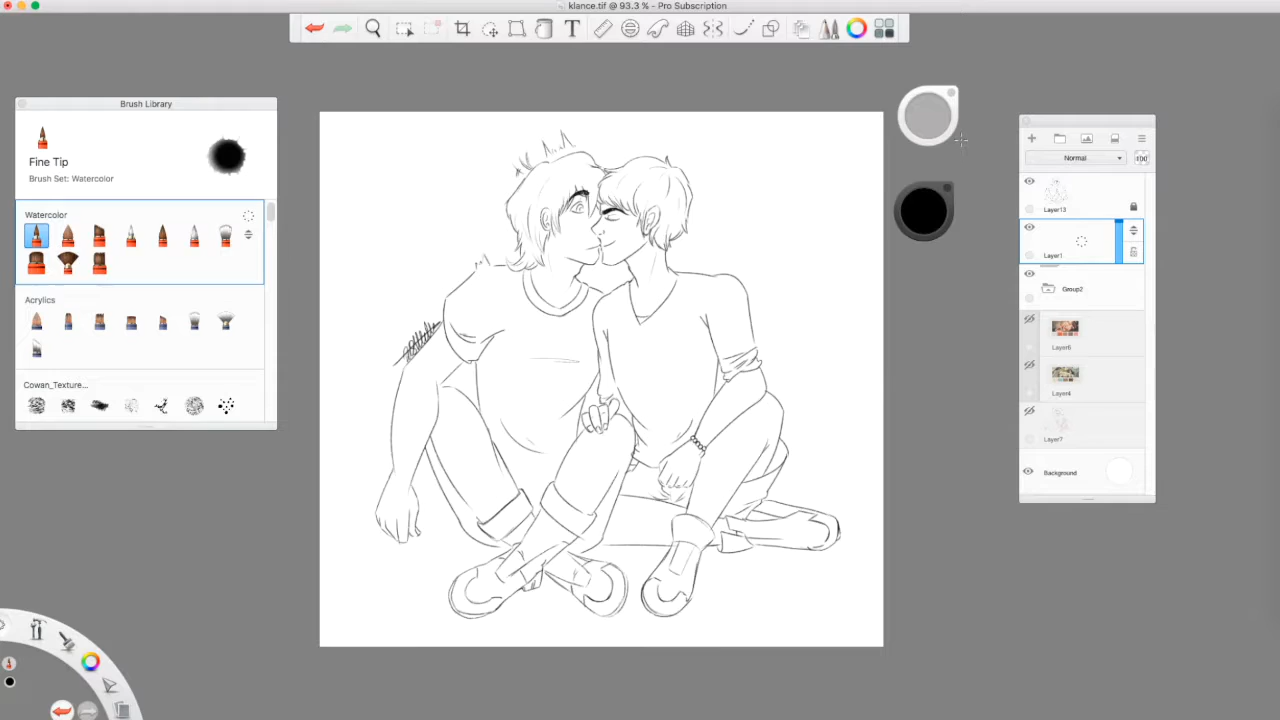 klance.tif @ 93.3 % - Pro Subscription
T
Brush Library
Fine Tip
Brush Set: Watercolor
Watercolor
Acrylics
Cowan_Texture...
Normal
100
Layer13
Layer1
Group2
Layer6
Layer4
Layer7
Background